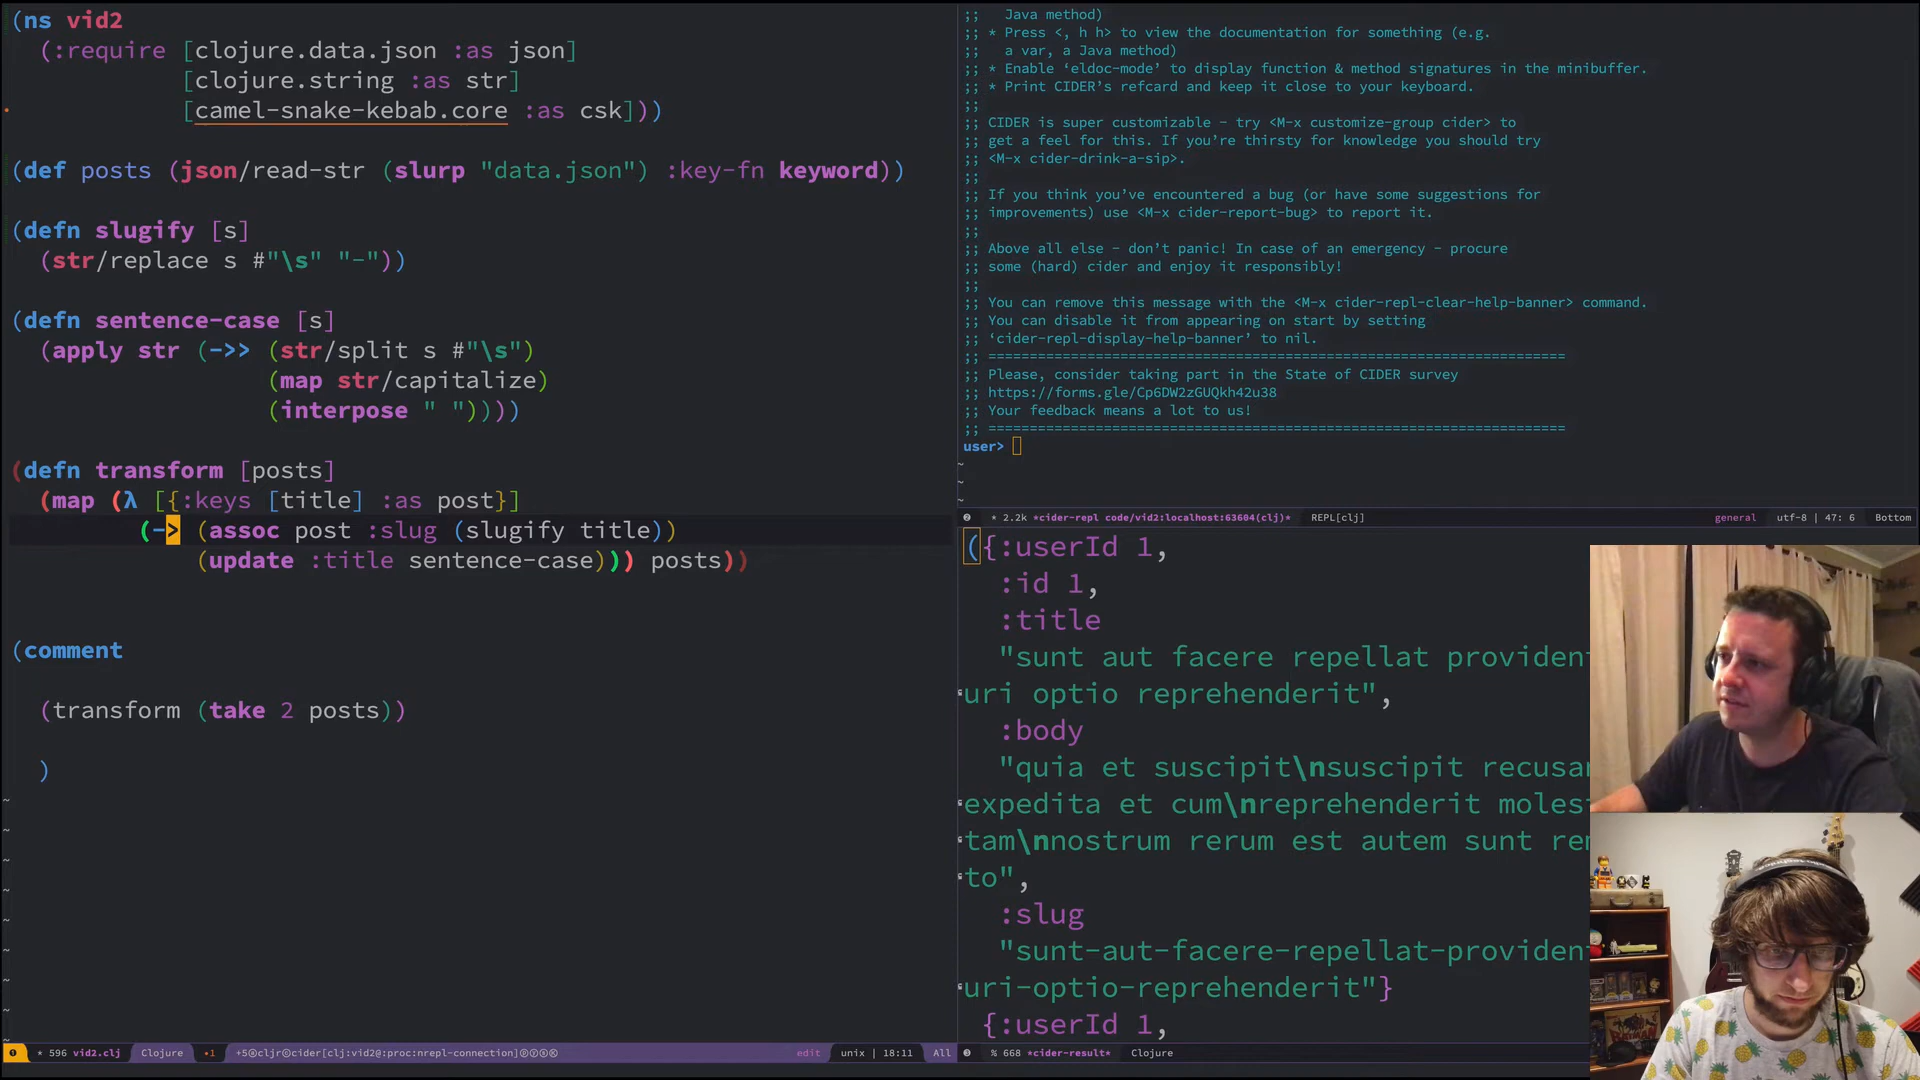 (ns vid2
(:require [clojure.data.json :as json]
[clojure.string :as str]
[camel-snake-kebab.core :as csk]))
(def posts (json/read-str (slurp "data.json") :key-fn keyword))
(defn slugify [s]
(str/replace s #"\s" "-"))
(defn sentence-case [s]
(apply str (->> (str/split s #"\s")
(map str/capitalize)
(interpose " "))))
(defn transform [posts]
(map (λ [{:keys [title] :as post}]
(-> (assoc post :slug (slugify title))
(update :title sentence-case))) posts))
(comment
(transform (take 2 posts))
)
596 vid2.clj Clojure •1 edit unix | 18:11 All
;; Java method)
;; * Press <, h h> to view the documentation for something (e.g.
;; a var, a Java method)
;; * Enable ‘eldoc-mode’ to display function & method signatures in the minibuffer.
;; * Print CIDER’s refcard and keep it close to your keyboard.
;;
;; CIDER is super customizable – try <M-x customize-group cider> to
;; get a feel for this. If you’re thirsty for knowledge you should try
;; <M-x cider-drink-a-sip>.
;;
;; If you think you’ve encountered a bug (or have some suggestions for
;; improvements) use <M-x cider-report-bug> to report it.
;;
;; Above all else – don’t panic! In case of an emergency – procure
;; some (hard) cider and enjoy it responsibly!
;;
;; You can remove this message with the <M-x cider-repl-clear-help-banner> command.
;; You can disable it from appearing on start by setting
;; ‘cider-repl-display-help-banner’ to nil.
;; ======================================================================
;; Please, consider taking part in the State of CIDER survey
;; https://forms.gle/Cp6DW2zGUQkh42u38
;; Your feedback means a lot to us!
;; ======================================================================
user>
* 2.2k *cider-repl code/vid2:localhost:63604(clj)* REPL[clj] general utf-8 | 47: 6 Bottom
({:userId 1,
:id 1,
:title
"sunt aut facere repellat provident
uri optio reprehenderit",
:body
"quia et suscipit\nsuscipit recusa
expedita et cum\nreprehenderit moles
tam\nnostrum rerum est autem sunt re
to",
:slug
"sunt-aut-facere-repellat-provident
uri-optio-reprehenderit"}
{:userId 1,
% 668 *cider-result* Clojure